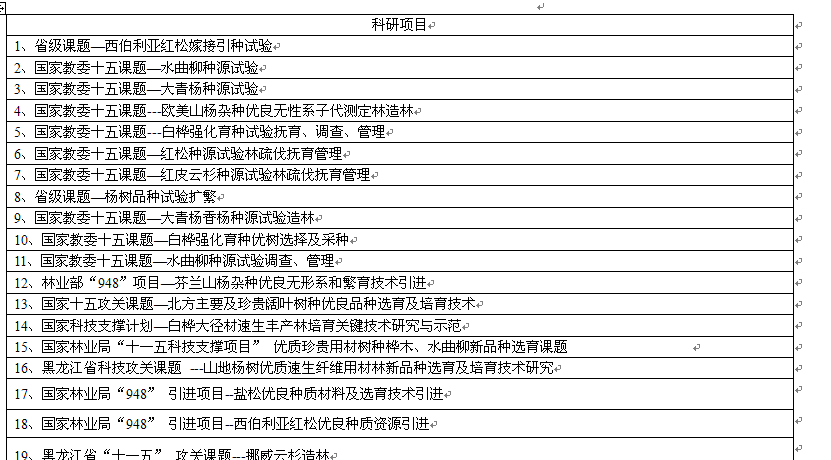 科研项目
1、省级课题—西伯利亚红松嫁接引种试验
2、国家教委十五课题—水曲柳种源试验
3、国家教委十五课题—大青杨种源试验
4、国家教委十五课题---欧美山杨杂种优良无性系子代测定林造林
5、国家教委十五课题---白桦强化育种试验抚育、调查、管理
6、国家教委十五课题—红松种源试验林疏伐抚育管理
7、国家教委十五课题—红皮云杉种源试验林疏伐抚育管理
8、省级课题—杨树品种试验扩繁
9、国家教委十五课题—大青杨香杨种源试验造林
10、国家教委十五课题—白桦强化育种优树选择及采种
11、国家教委十五课题—水曲柳种源试验调查、管理
12、林业部“948”项目—芬兰山杨杂种优良无形系和繁育技术引进
13、国家十五攻关课题—北方主要及珍贵阔叶树种优良品种选育及培育技术
14、国家科技支撑计划—白桦大径材速生丰产林培育关键技术研究与示范
15、国家林业局“十一五科技支撑项目” 优质珍贵用材树种桦木、水曲柳新品种选育课题
16、黑龙江省科技攻关课题 ---山地杨树优质速生纤维用材林新品种选育及培育技术研究
17、国家林业局“948” 引进项目--盐松优良种质材料及选育技术引进
18、国家林业局“948” 引进项目--西伯利亚红松优良种质资源引进
19、黑龙江省“十一五” 攻关课题---挪威云杉造林